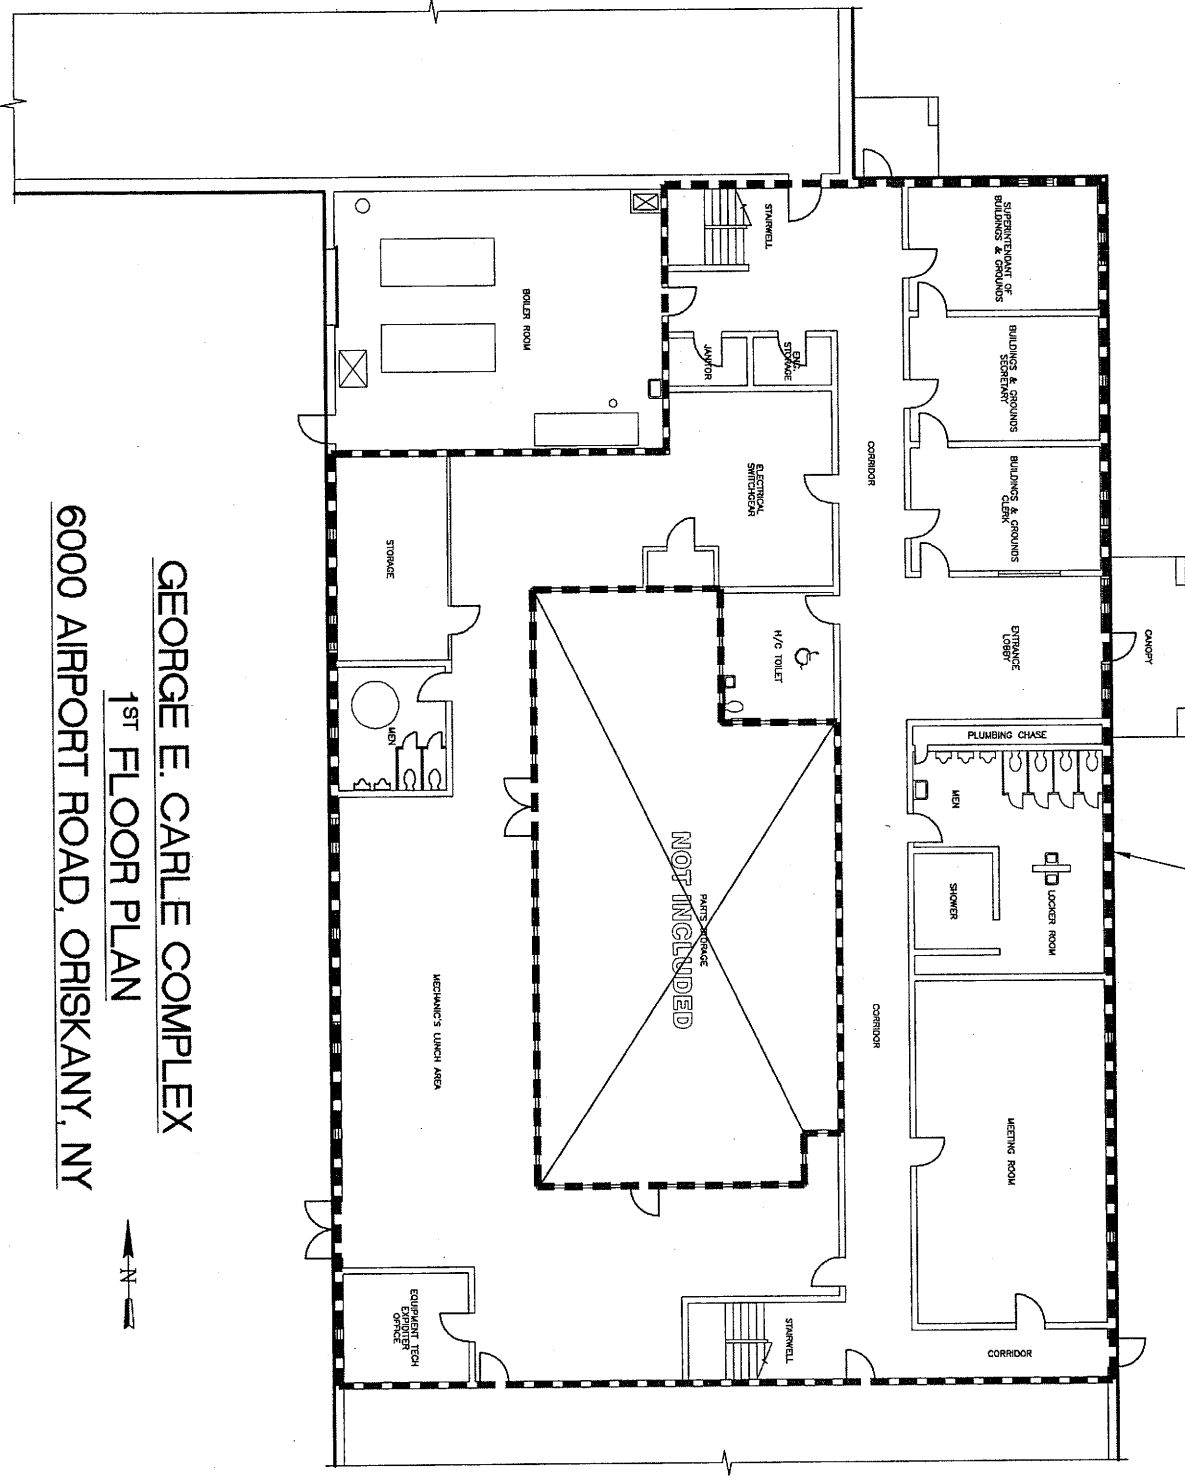 SUPERINTENDANT OF
BUILDINGS & GROUNDS
BUILDINGS & GROUNDS
SECRETARY
BUILDINGS & GROUNDS
CLERK
ENTRANCE
LOBBY
CANOPY
PLUMBING CHASE
MEN
LOCKER ROOM
SHOWER
MEETING ROOM
CORRIDOR
STAIRWELL
CORRIDOR
CORRIDOR
STAIRWELL
JANITOR
ENG.
STORAGE
ELECTRICAL
SWITCHGEAR
H/C TOILET
PARTS STORAGE
NOT INCLUDED
BOILER ROOM
STORAGE
MEN
MECHANIC'S LUNCH AREA
EQUIPMENT TECH
EXPIDITER
OFFICE
GEORGE E. CARLE COMPLEX
1ST FLOOR PLAN
6000 AIRPORT ROAD, ORISKANY, NY
N